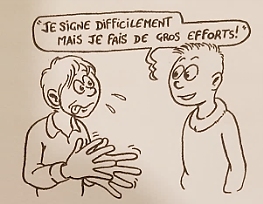 "JE SIGNE DIFFICILEMENT
MAIS JE FAIS DE GROS EFFORTS!"